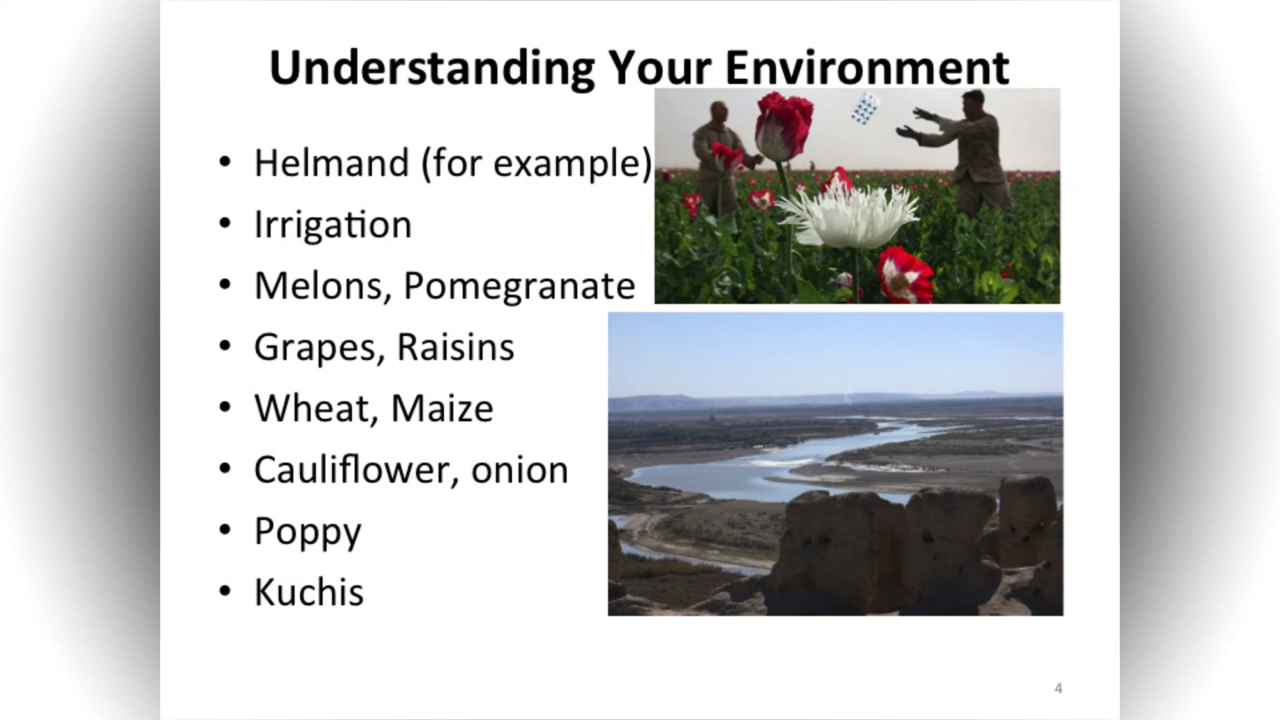 Understanding Your Environment
• Helmand (for example)
• Irrigation
• Melons, Pomegranate
• Grapes, Raisins
• Wheat, Maize
• Cauliflower, onion
• Poppy
• Kuchis
4